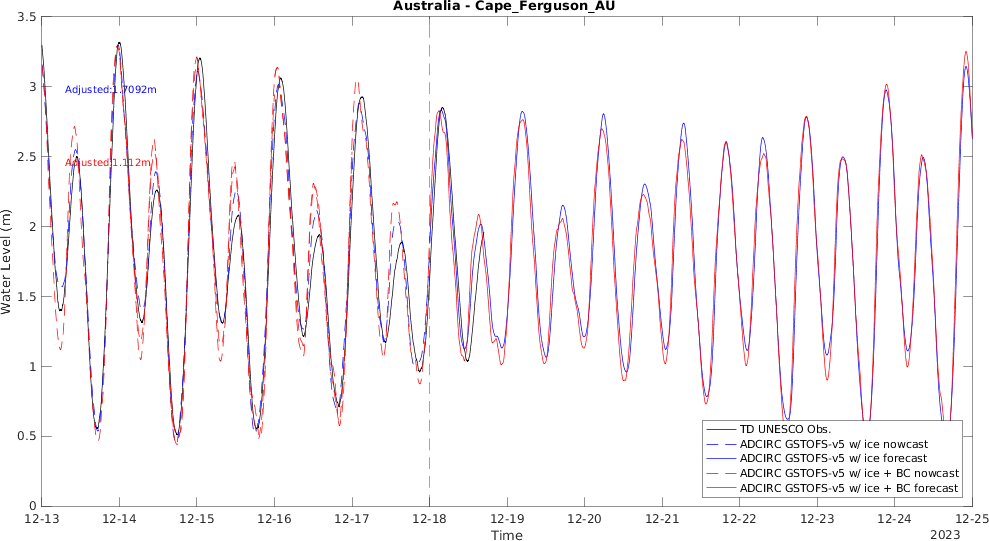 Australia - Cape_Ferguson_AU
3.5
3
2.5
2
1.5
1
0.5
0
Water Level (m)
Adjusted:1.7092m
Adjusted:1.112m
TD UNESCO Obs.
ADCIRC GSTOFS-v5 w/ ice nowcast
ADCIRC GSTOFS-v5 w/ ice forecast
ADCIRC GSTOFS-v5 w/ ice + BC nowcast
ADCIRC GSTOFS-v5 w/ ice + BC forecast
12-13 12-14 12-15 12-16 12-17 12-18 12-19 12-20 12-21 12-22 12-23 12-24 12-25
Time
2023